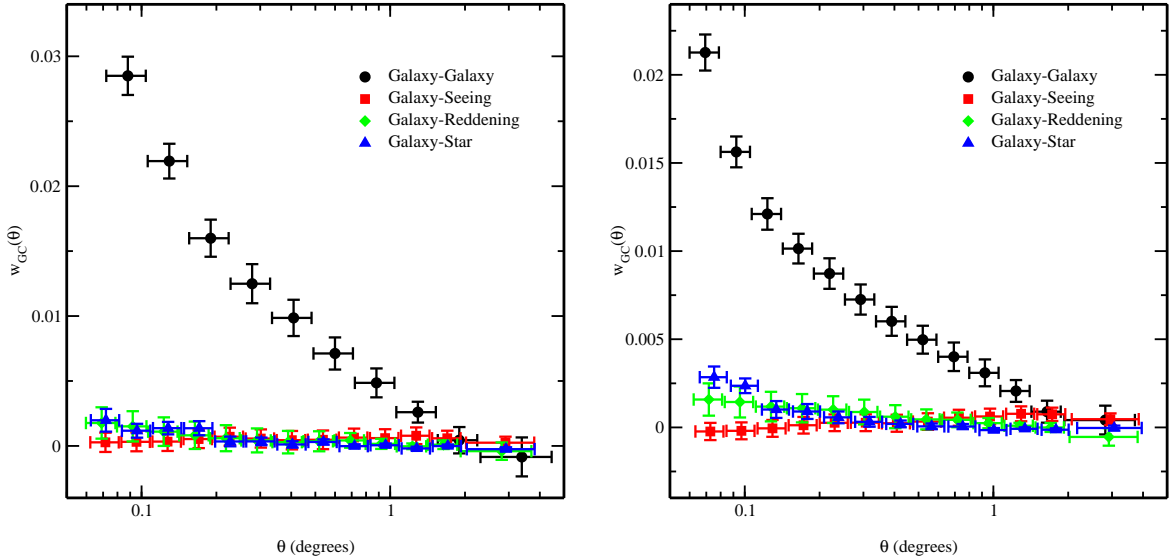 0.03
0.02
0.01
0
w_GC(θ)
Galaxy-Galaxy
Galaxy-Seeing
Galaxy-Reddening
Galaxy-Star
0.1
1
θ (degrees)
0.02
0.015
0.01
0.005
0
w_GC(θ)
Galaxy-Galaxy
Galaxy-Seeing
Galaxy-Reddening
Galaxy-Star
0.1
1
θ (degrees)